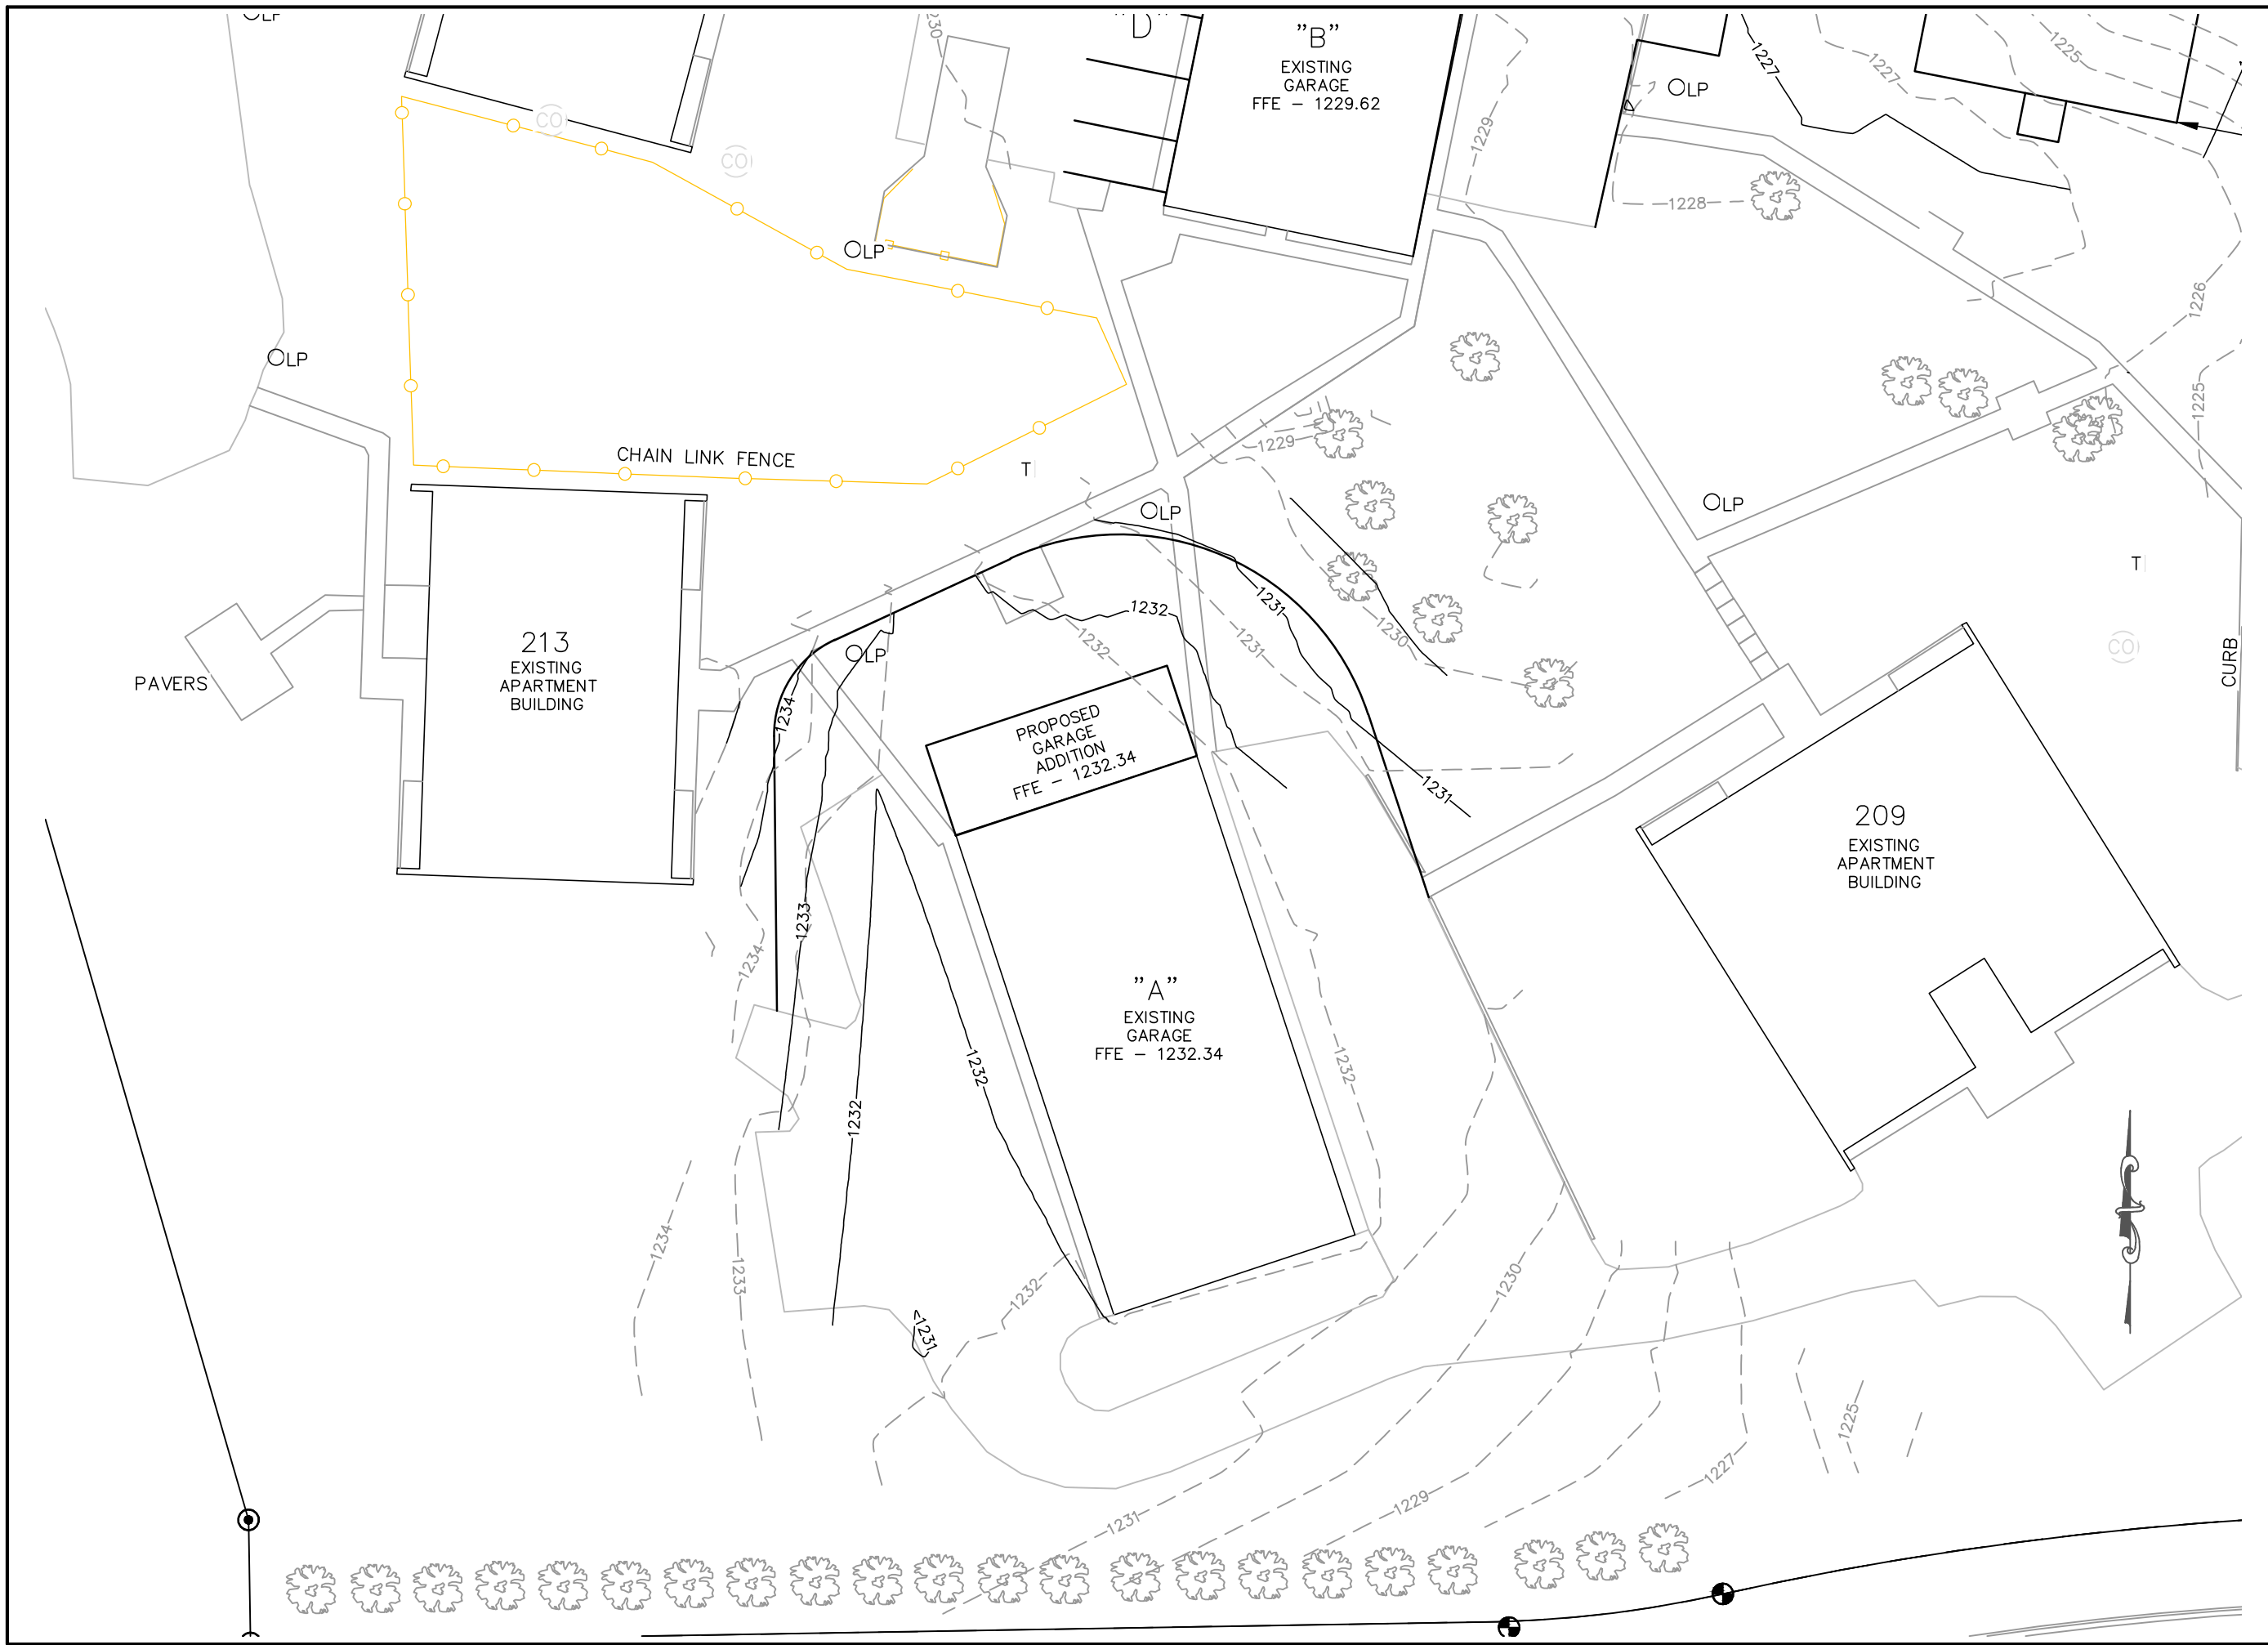 LP
"D"
"B"
EXISTING
GARAGE
FFE – 1229.62
1230
1229
1227
1227
1225
LP
CO
CO
1228
LP
LP
1226
1225
CHAIN LINK FENCE
T
1229
LP
LP
T
213
EXISTING
APARTMENT
BUILDING
PAVERS
LP
1234
1232
1232
1231
1231
1230
CO
CURB
PROPOSED
GARAGE
ADDITION
FFE – 1232.34
1231
209
EXISTING
APARTMENT
BUILDING
1233
1234
"A"
EXISTING
GARAGE
FFE – 1232.34
1232
1232
1232
1234
1233
1232
1231
1230
1225
1227
1229
1231